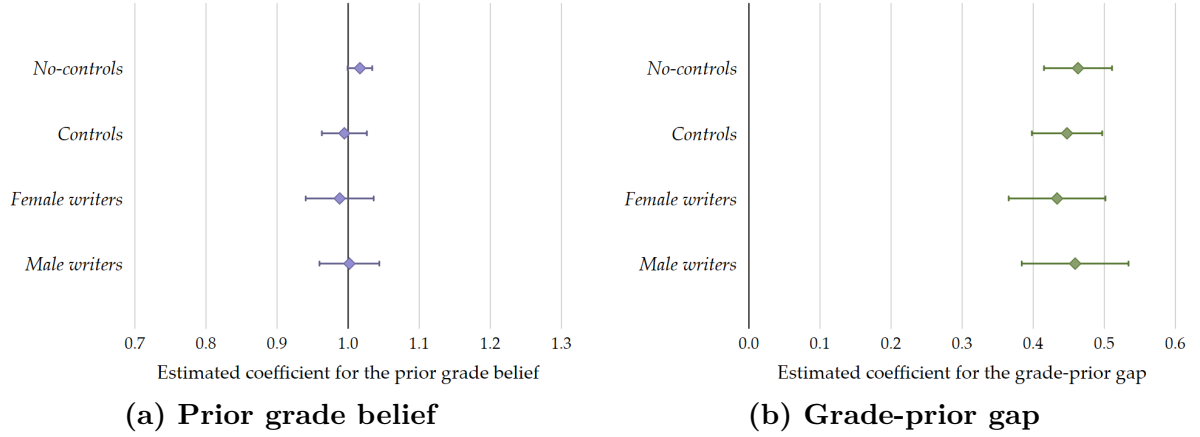 No-controls
Controls
Female writers
Male writers
0.7 0.8 0.9 1.0 1.1 1.2 1.3
Estimated coefficient for the prior grade belief
(a) Prior grade belief
No-controls
Controls
Female writers
Male writers
0.0 0.1 0.2 0.3 0.4 0.5 0.6
Estimated coefficient for the grade-prior gap
(b) Grade-prior gap